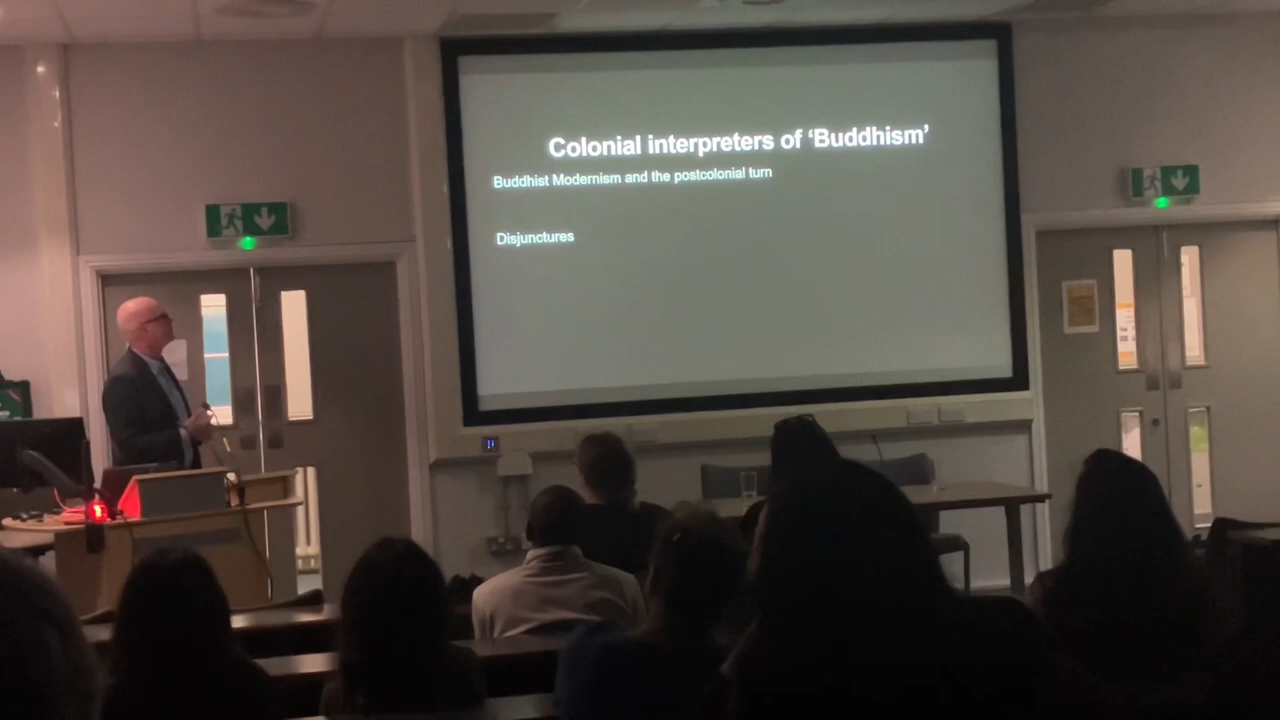 Colonial interpreters of ‘Buddhism’
Buddhist Modernism and the postcolonial turn
Disjunctures